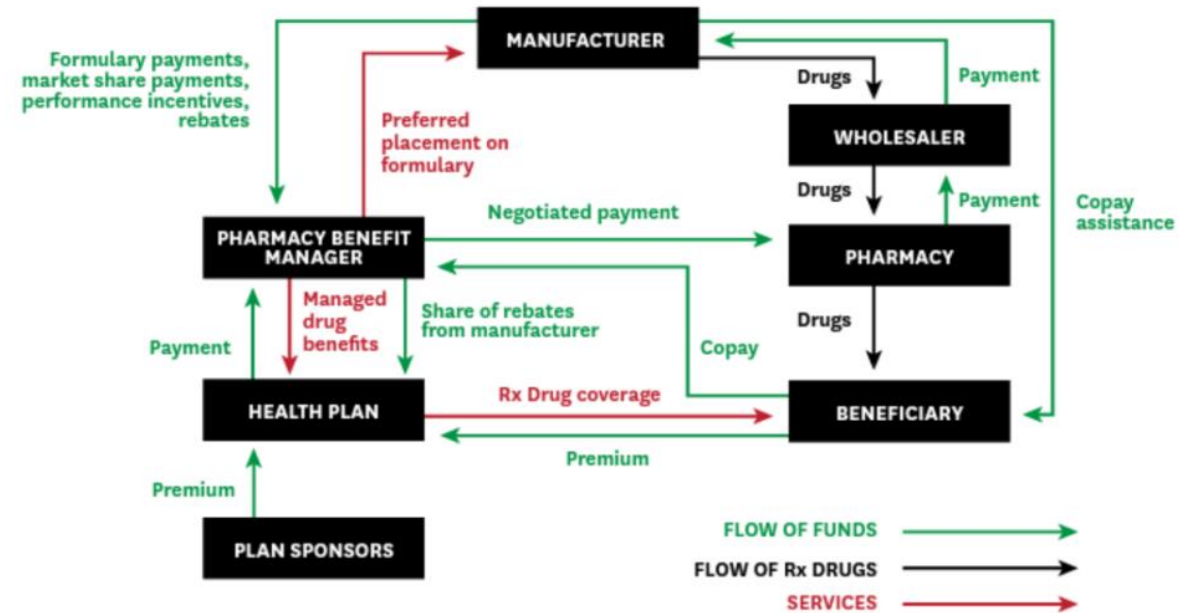 MANUFACTURER
Formulary payments,
market share payments,
performance incentives,
rebates
Preferred
placement on
formulary
Drugs
Payment
WHOLESALER
Drugs
Payment
Copay
assistance
Negotiated payment
PHARMACY BENEFIT
MANAGER
PHARMACY
Managed
drug
benefits
Share of rebates
from manufacturer
Payment
Copay
Drugs
HEALTH PLAN
Rx Drug coverage
BENEFICIARY
Premium
Premium
PLAN SPONSORS
FLOW OF FUNDS
FLOW OF Rx DRUGS
SERVICES